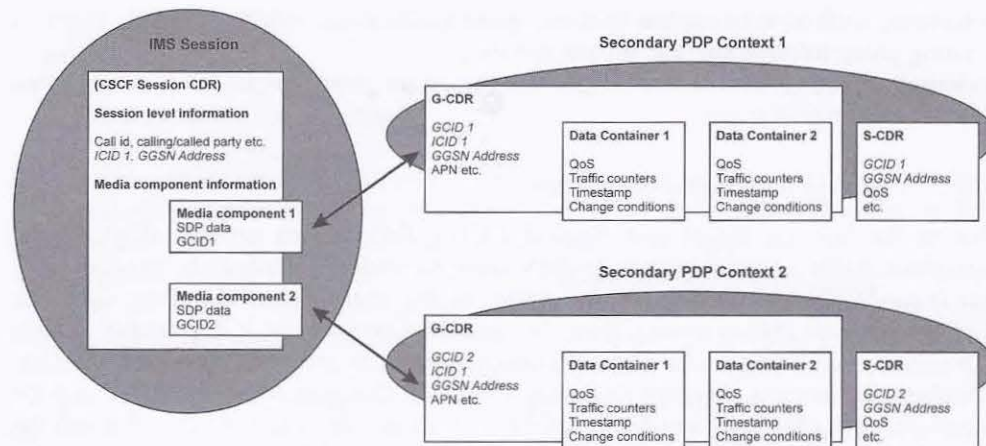 IMS Session
(CSCF Session CDR)
Session level information
Call id, calling/called party etc.
ICID 1. GGSN Address
Media component information
Media component 1
SDP data
GCID1
Media component 2
SDP data
GCID2
Secondary PDP Context 1
G-CDR
GCID 1
ICID 1
GGSN Address
APN etc.
Data Container 1
QoS
Traffic counters
Timestamp
Change conditions
Data Container 2
QoS
Traffic counters
Timestamp
Change conditions
S-CDR
GCID 1
GGSN Address
QoS
etc.
Secondary PDP Context 2
G-CDR
GCID 2
ICID 1
GGSN Address
APN etc.
Data Container 1
QoS
Traffic counters
Timestamp
Change conditions
Data Container 2
QoS
Traffic counters
Timestamp
Change conditions
S-CDR
GCID 2
GGSN Address
QoS
etc.